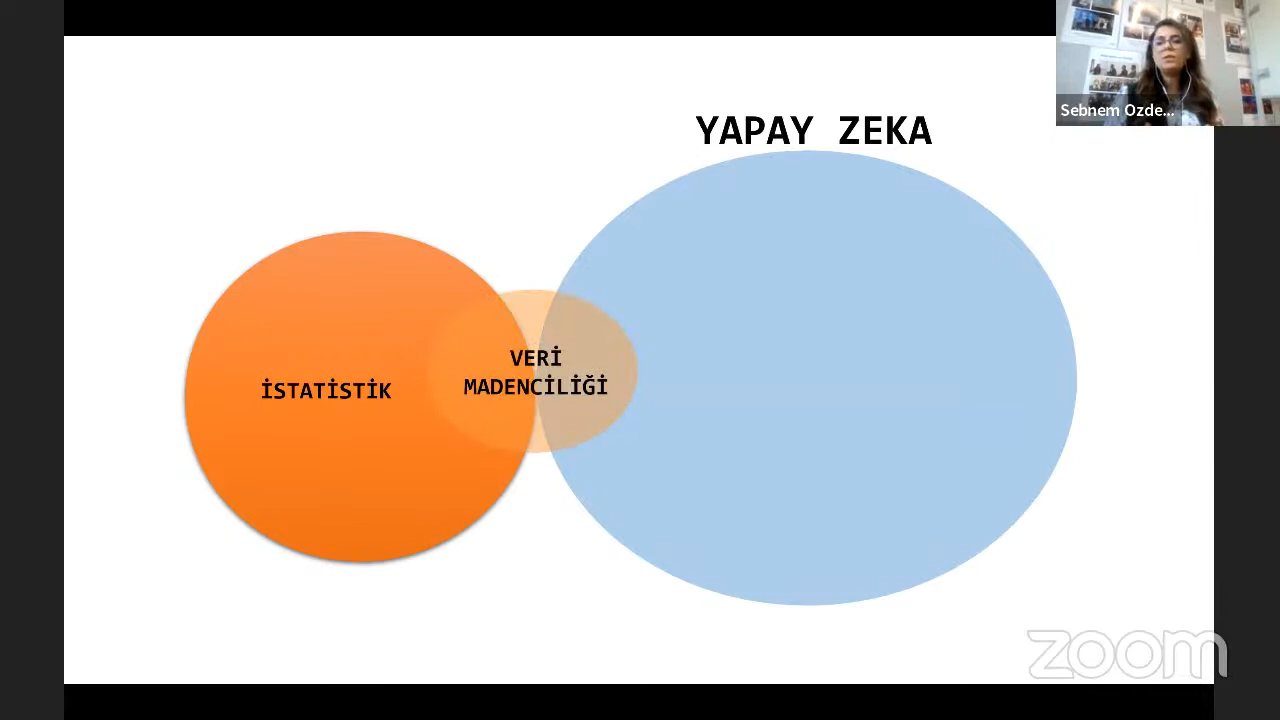 YAPAY ZEKA
Sebnem Ozde...
İSTATİSTİK
VERİ
MADENCİLİĞİ
zoom